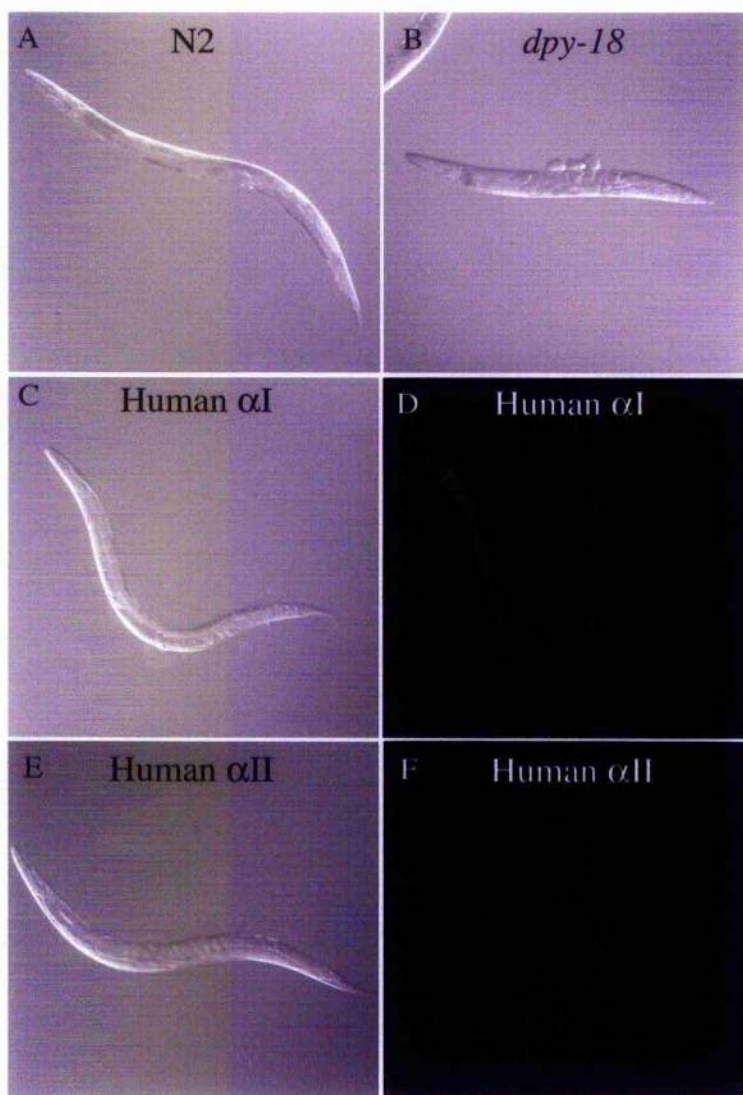 A N2
B dpy-18
C Human αI
D Human αI
E Human αII
F Human αII